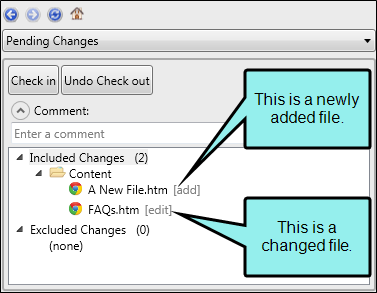 Pending Changes
Check in Undo Check out
Comment:
Enter a comment
This is a newly
added file.
Included Changes (2)
Content
A New File.htm [add]
FAQs.htm [edit]
Excluded Changes (0)
(none)
This is a
changed file.